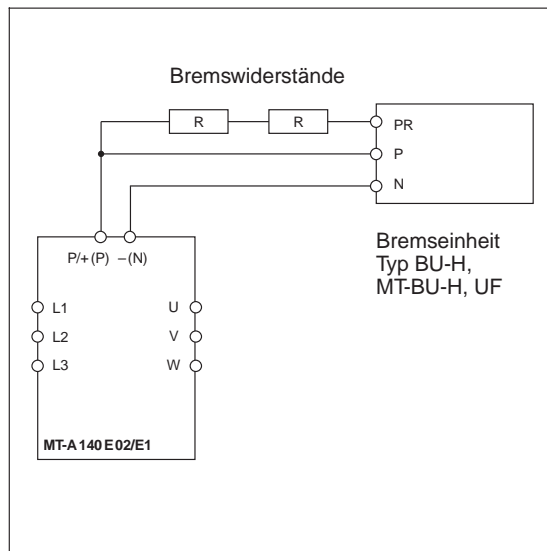 Bremswiderstände
R R
PR
P
N
P/+ (P) –(N)
Bremseinheit
Typ BU-H,
MT-BU-H, UF
L1 U
L2 V
L3 W
MT-A 140 E 02/E1